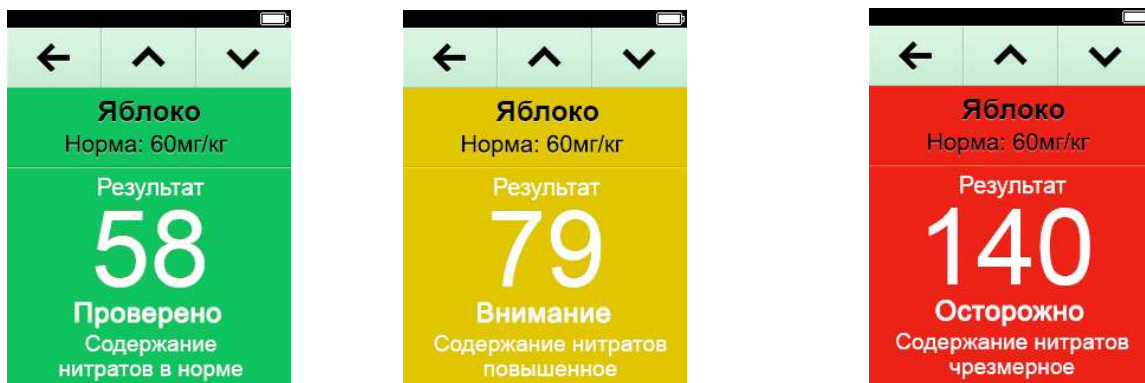 Яблоко
Норма: 60мг/кг
Результат
58
Проверено
Содержание
нитратов в норме
Яблоко
Норма: 60мг/кг
Результат
79
Внимание
Содержание нитратов
повышенное
Яблоко
Норма: 60мг/кг
Результат
140
Осторожно
Содержание нитратов
чрезмерное